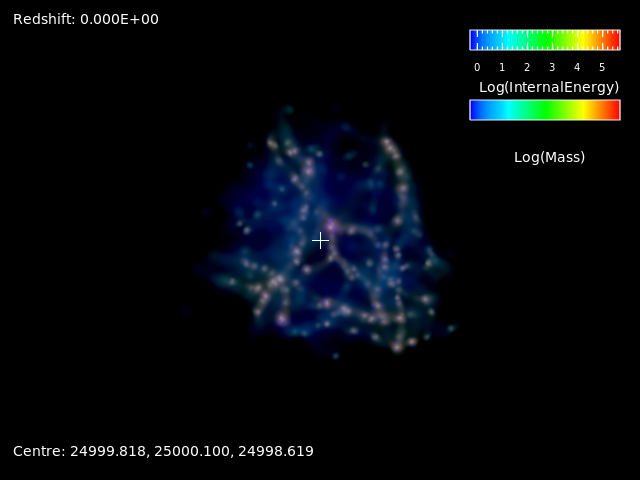 Redshift: 0.000E+00
0 1 2 3 4 5
Log(InternalEnergy)
Log(Mass)
Centre: 24999.818, 25000.100, 24998.619